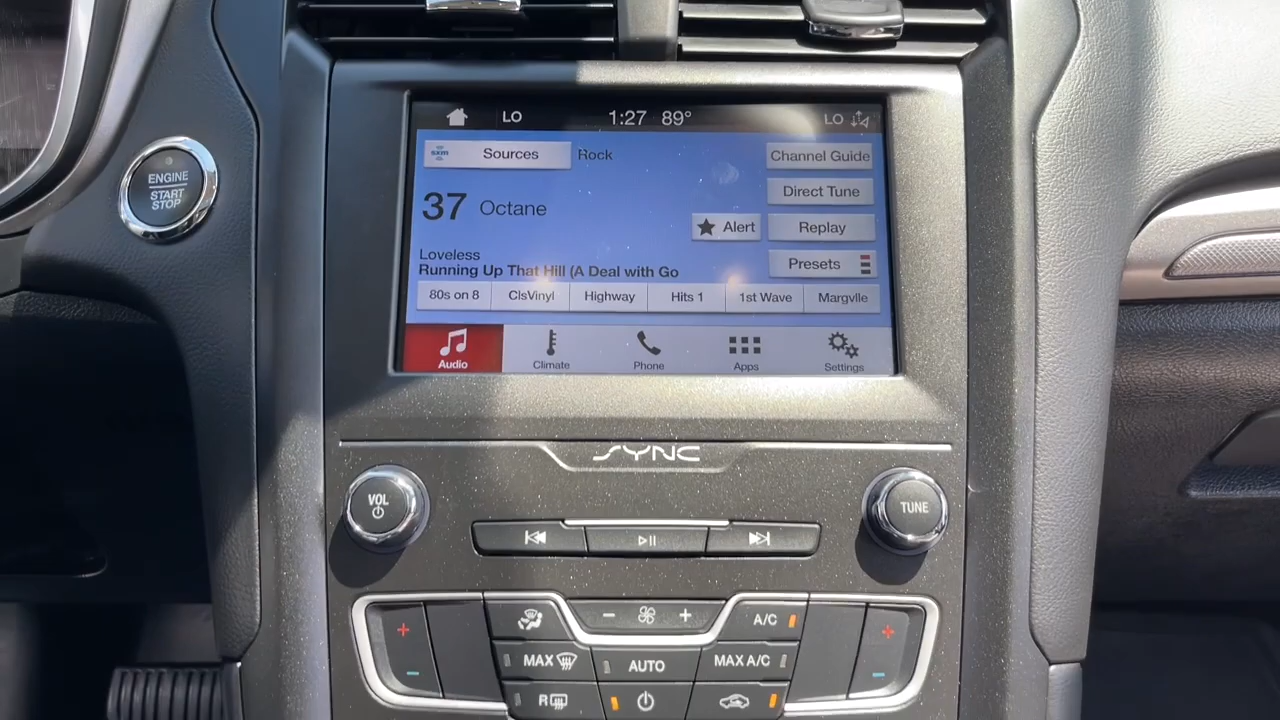 LO 1:27 89° LO
ENGINE
START
STOP
sxm Sources Rock Channel Guide
Direct Tune
37 Octane
Alert Replay
Loveless
Running Up That Hill (A Deal with Go
Presets
80s on 8 ClsVinyl Highway Hits 1 1st Wave Margvlle
Audio Climate Phone Apps Settings
SYNC
VOL TUNE
- + A/C
+ +
MAX AUTO MAX A/C
- -
R